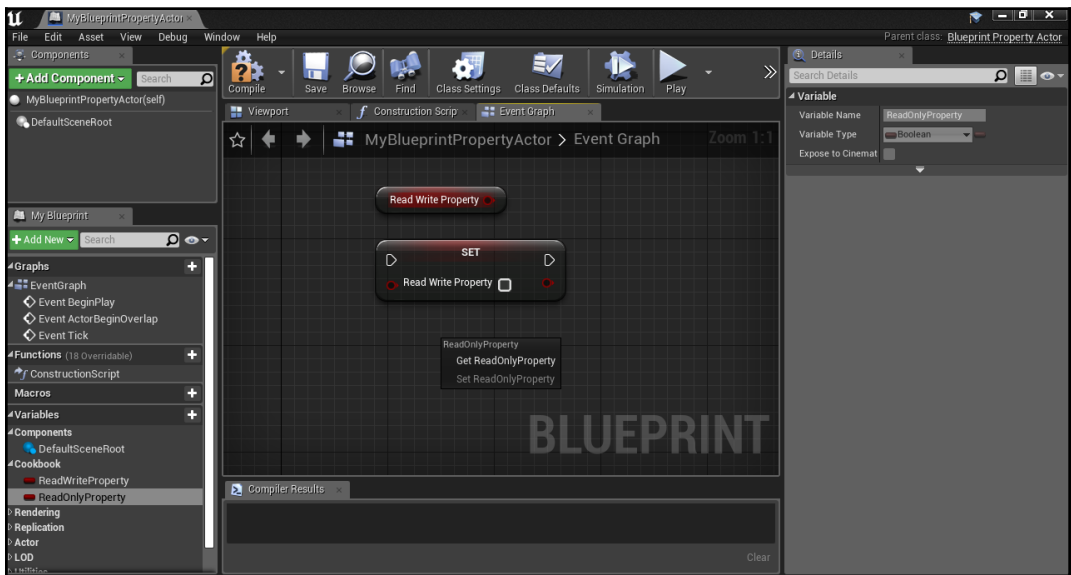 MyBlueprintPropertyActor
File Edit Asset View Debug Window Help
Parent class: Blueprint Property Actor
Components
+Add Component
Search
MyBlueprintPropertyActor(self)
DefaultSceneRoot
My Blueprint
+Add New
Search
Graphs
EventGraph
Event BeginPlay
Event ActorBeginOverlap
Event Tick
Functions (18 Overridable)
ConstructionScript
Macros
Variables
Components
DefaultSceneRoot
Cookbook
ReadWriteProperty
ReadOnlyProperty
Rendering
Replication
Actor
LOD
Compile Save Browse Find Class Settings Class Defaults Simulation Play
Viewport
Construction Scrip
Event Graph
MyBlueprintPropertyActor > Event Graph
Zoom 1:1
Read Write Property
SET
Read Write Property
ReadOnlyProperty
Get ReadOnlyProperty
Set ReadOnlyProperty
BLUEPRINT
Compiler Results
Clear
Details
Search Details
Variable
Variable Name ReadOnlyProperty
Variable Type Boolean
Expose to Cinemat